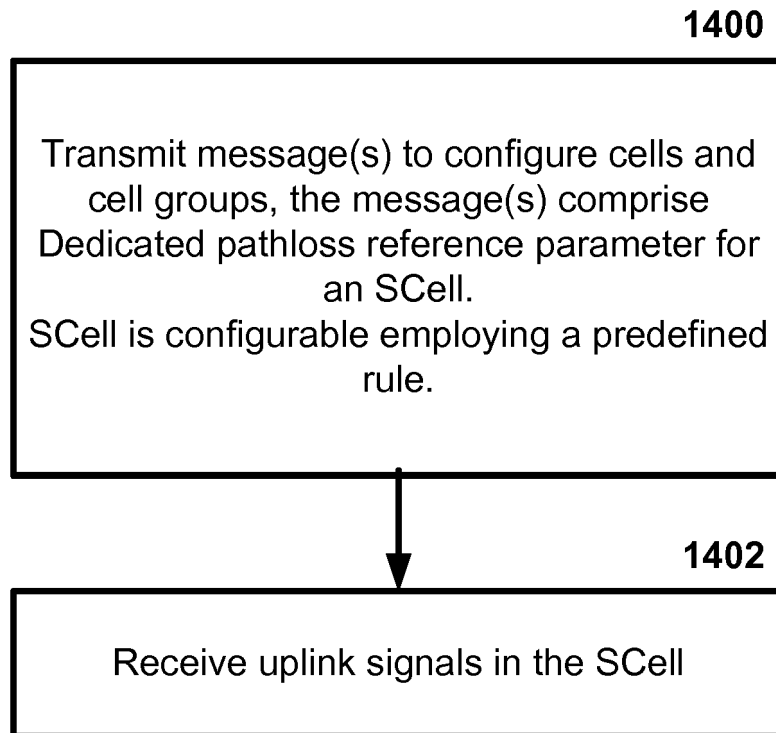 1400
Transmit message(s) to configure cells and
cell groups, the message(s) comprise
Dedicated pathloss reference parameter for
an SCell.
SCell is configurable employing a predefined
rule.
1402
Receive uplink signals in the SCell